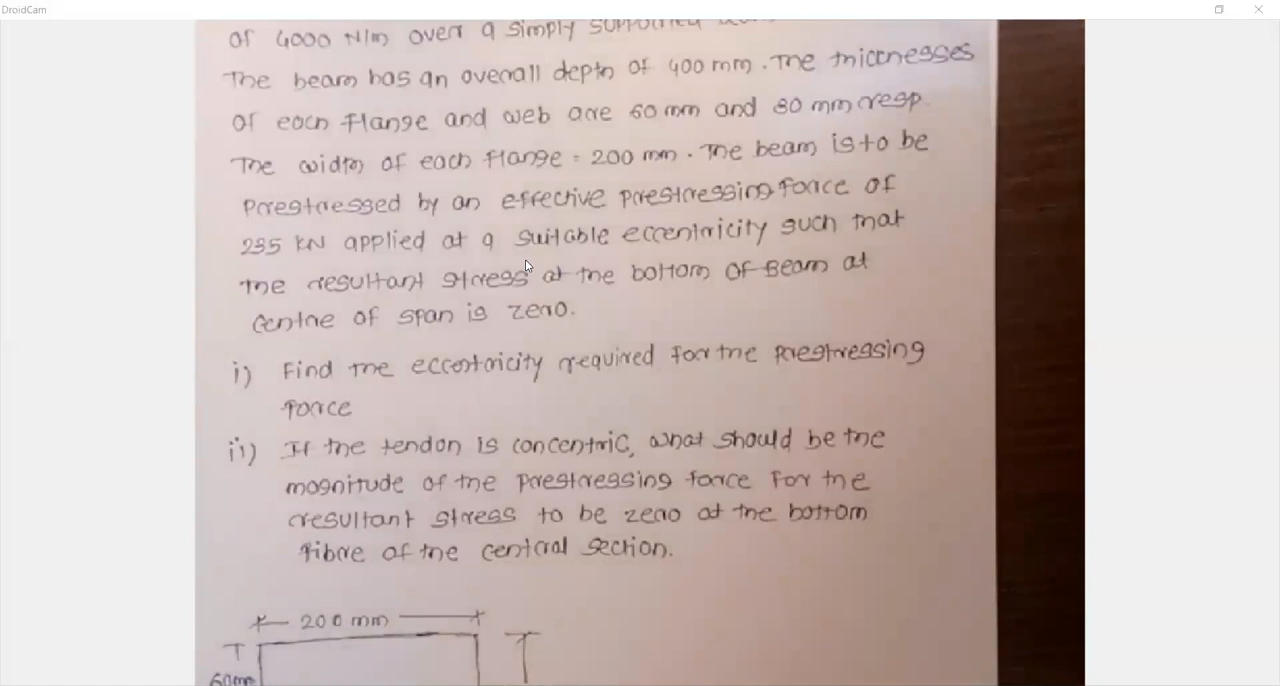 DroidCam
of 4000 N/m over a simply supported
The beam has an overall depth of 400 mm. The thicknesses
of each flange and web are 60 mm and 80 mm resp.
The width of each flange = 200 mm. The beam is to be
prestressed by an effective prestressing force of
235 kN applied at a suitable eccentricity such that
the resultant stress at the bottom of Beam at
Centre of span is zero.
i) Find the eccentricity required for the prestressing
force
ii) If the tendon is concentric, what should be the
magnitude of the prestressing force for the
resultant stress to be zero at the bottom
fibre of the central section.
200 mm
60mm